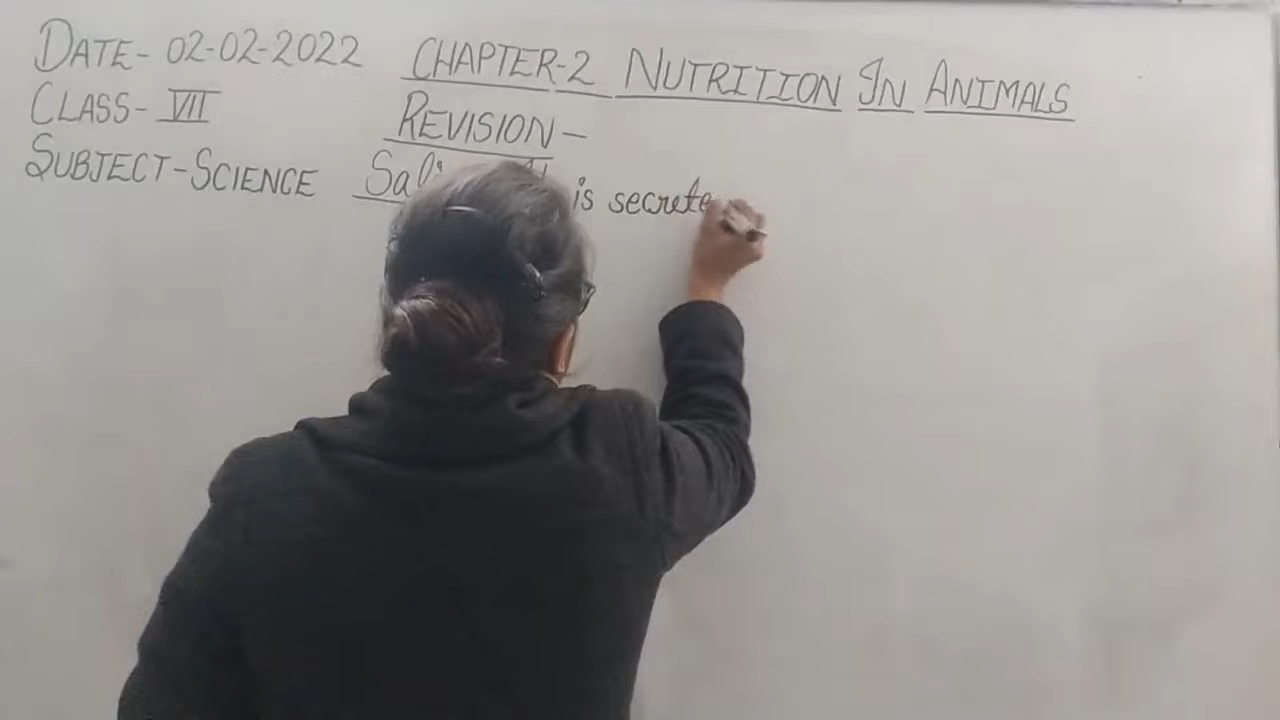 DATE- 02-02-2022 CHAPTER-2 NUTRITION IN ANIMALS
CLASS- VII REVISION-
SUBJECT-SCIENCE is secrete